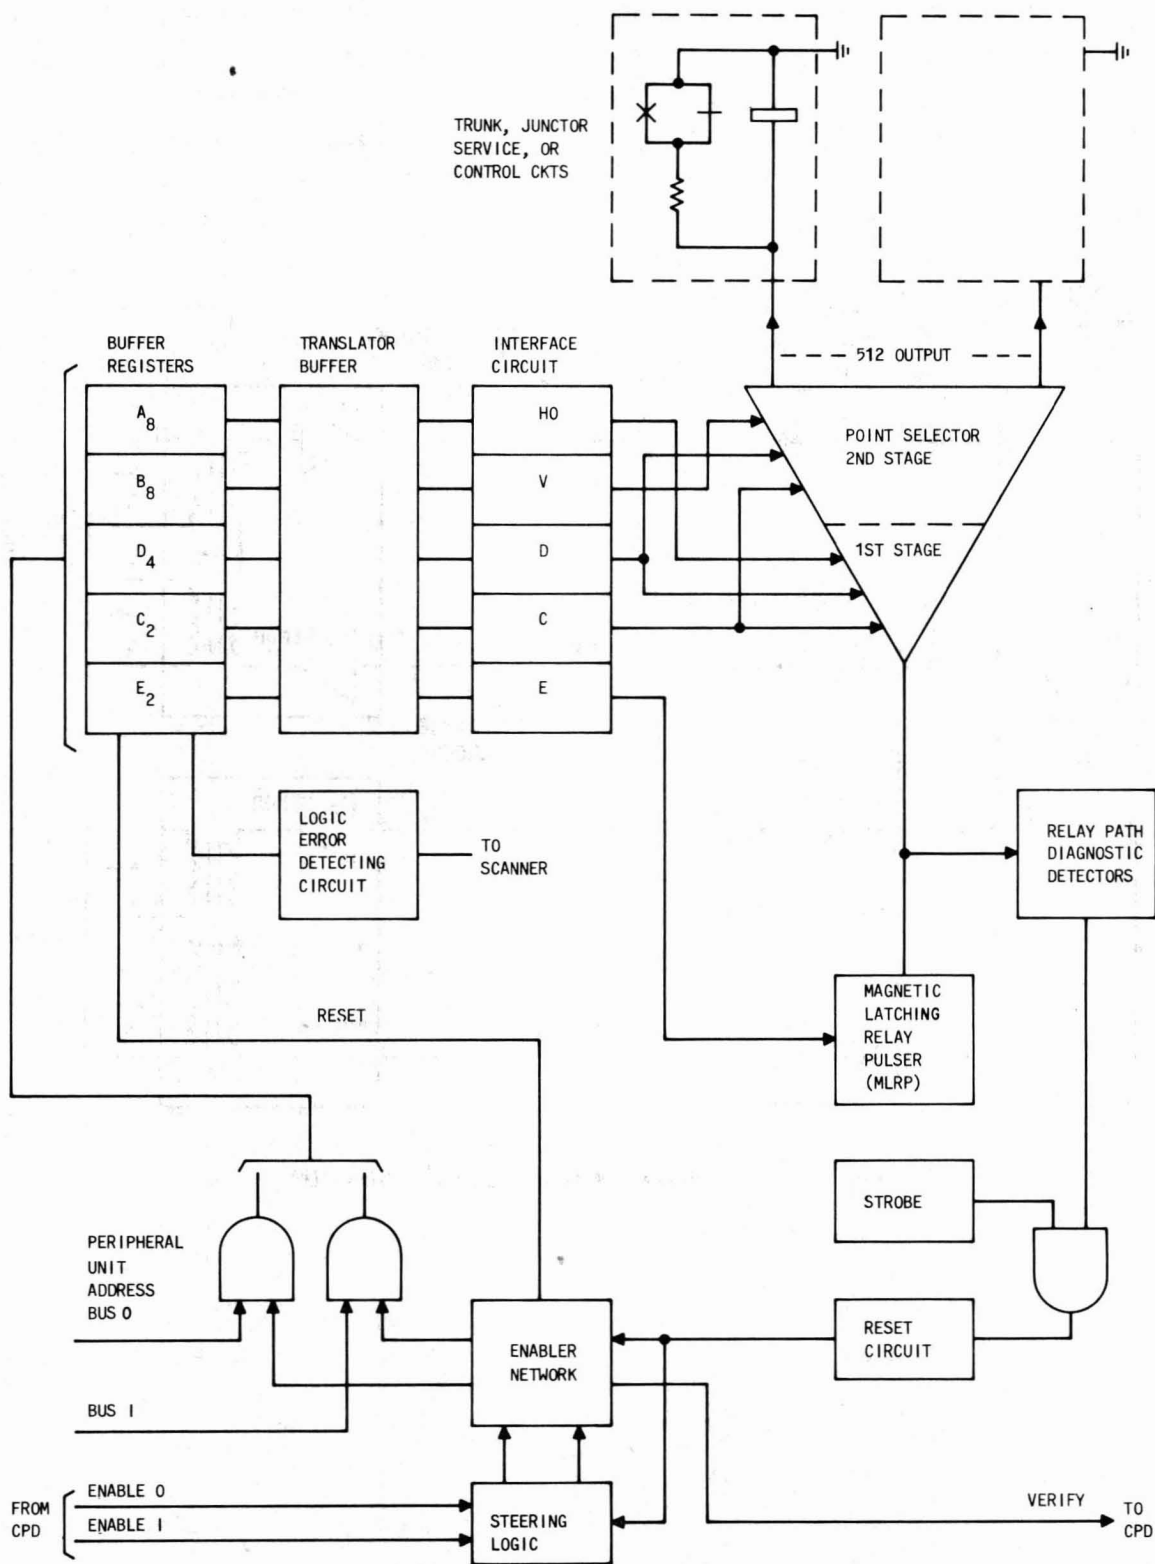 TRUNK, JUNCTOR
SERVICE, OR
CONTROL CKTS
--- 512 OUTPUT ---
BUFFER
REGISTERS
TRANSLATOR
BUFFER
INTERFACE
CIRCUIT
A8
B8
D4
C2
E2
HO
V
D
C
E
POINT SELECTOR
2ND STAGE
1ST STAGE
LOGIC
ERROR
DETECTING
CIRCUIT
TO
SCANNER
RELAY PATH
DIAGNOSTIC
DETECTORS
MAGNETIC
LATCHING
RELAY
PULSER
(MLRP)
RESET
STROBE
PERIPHERAL
UNIT
ADDRESS
BUS 0
ENABLER
NETWORK
RESET
CIRCUIT
BUS 1
FROM
CPD
ENABLE 0
ENABLE 1
STEERING
LOGIC
VERIFY
TO
CPD